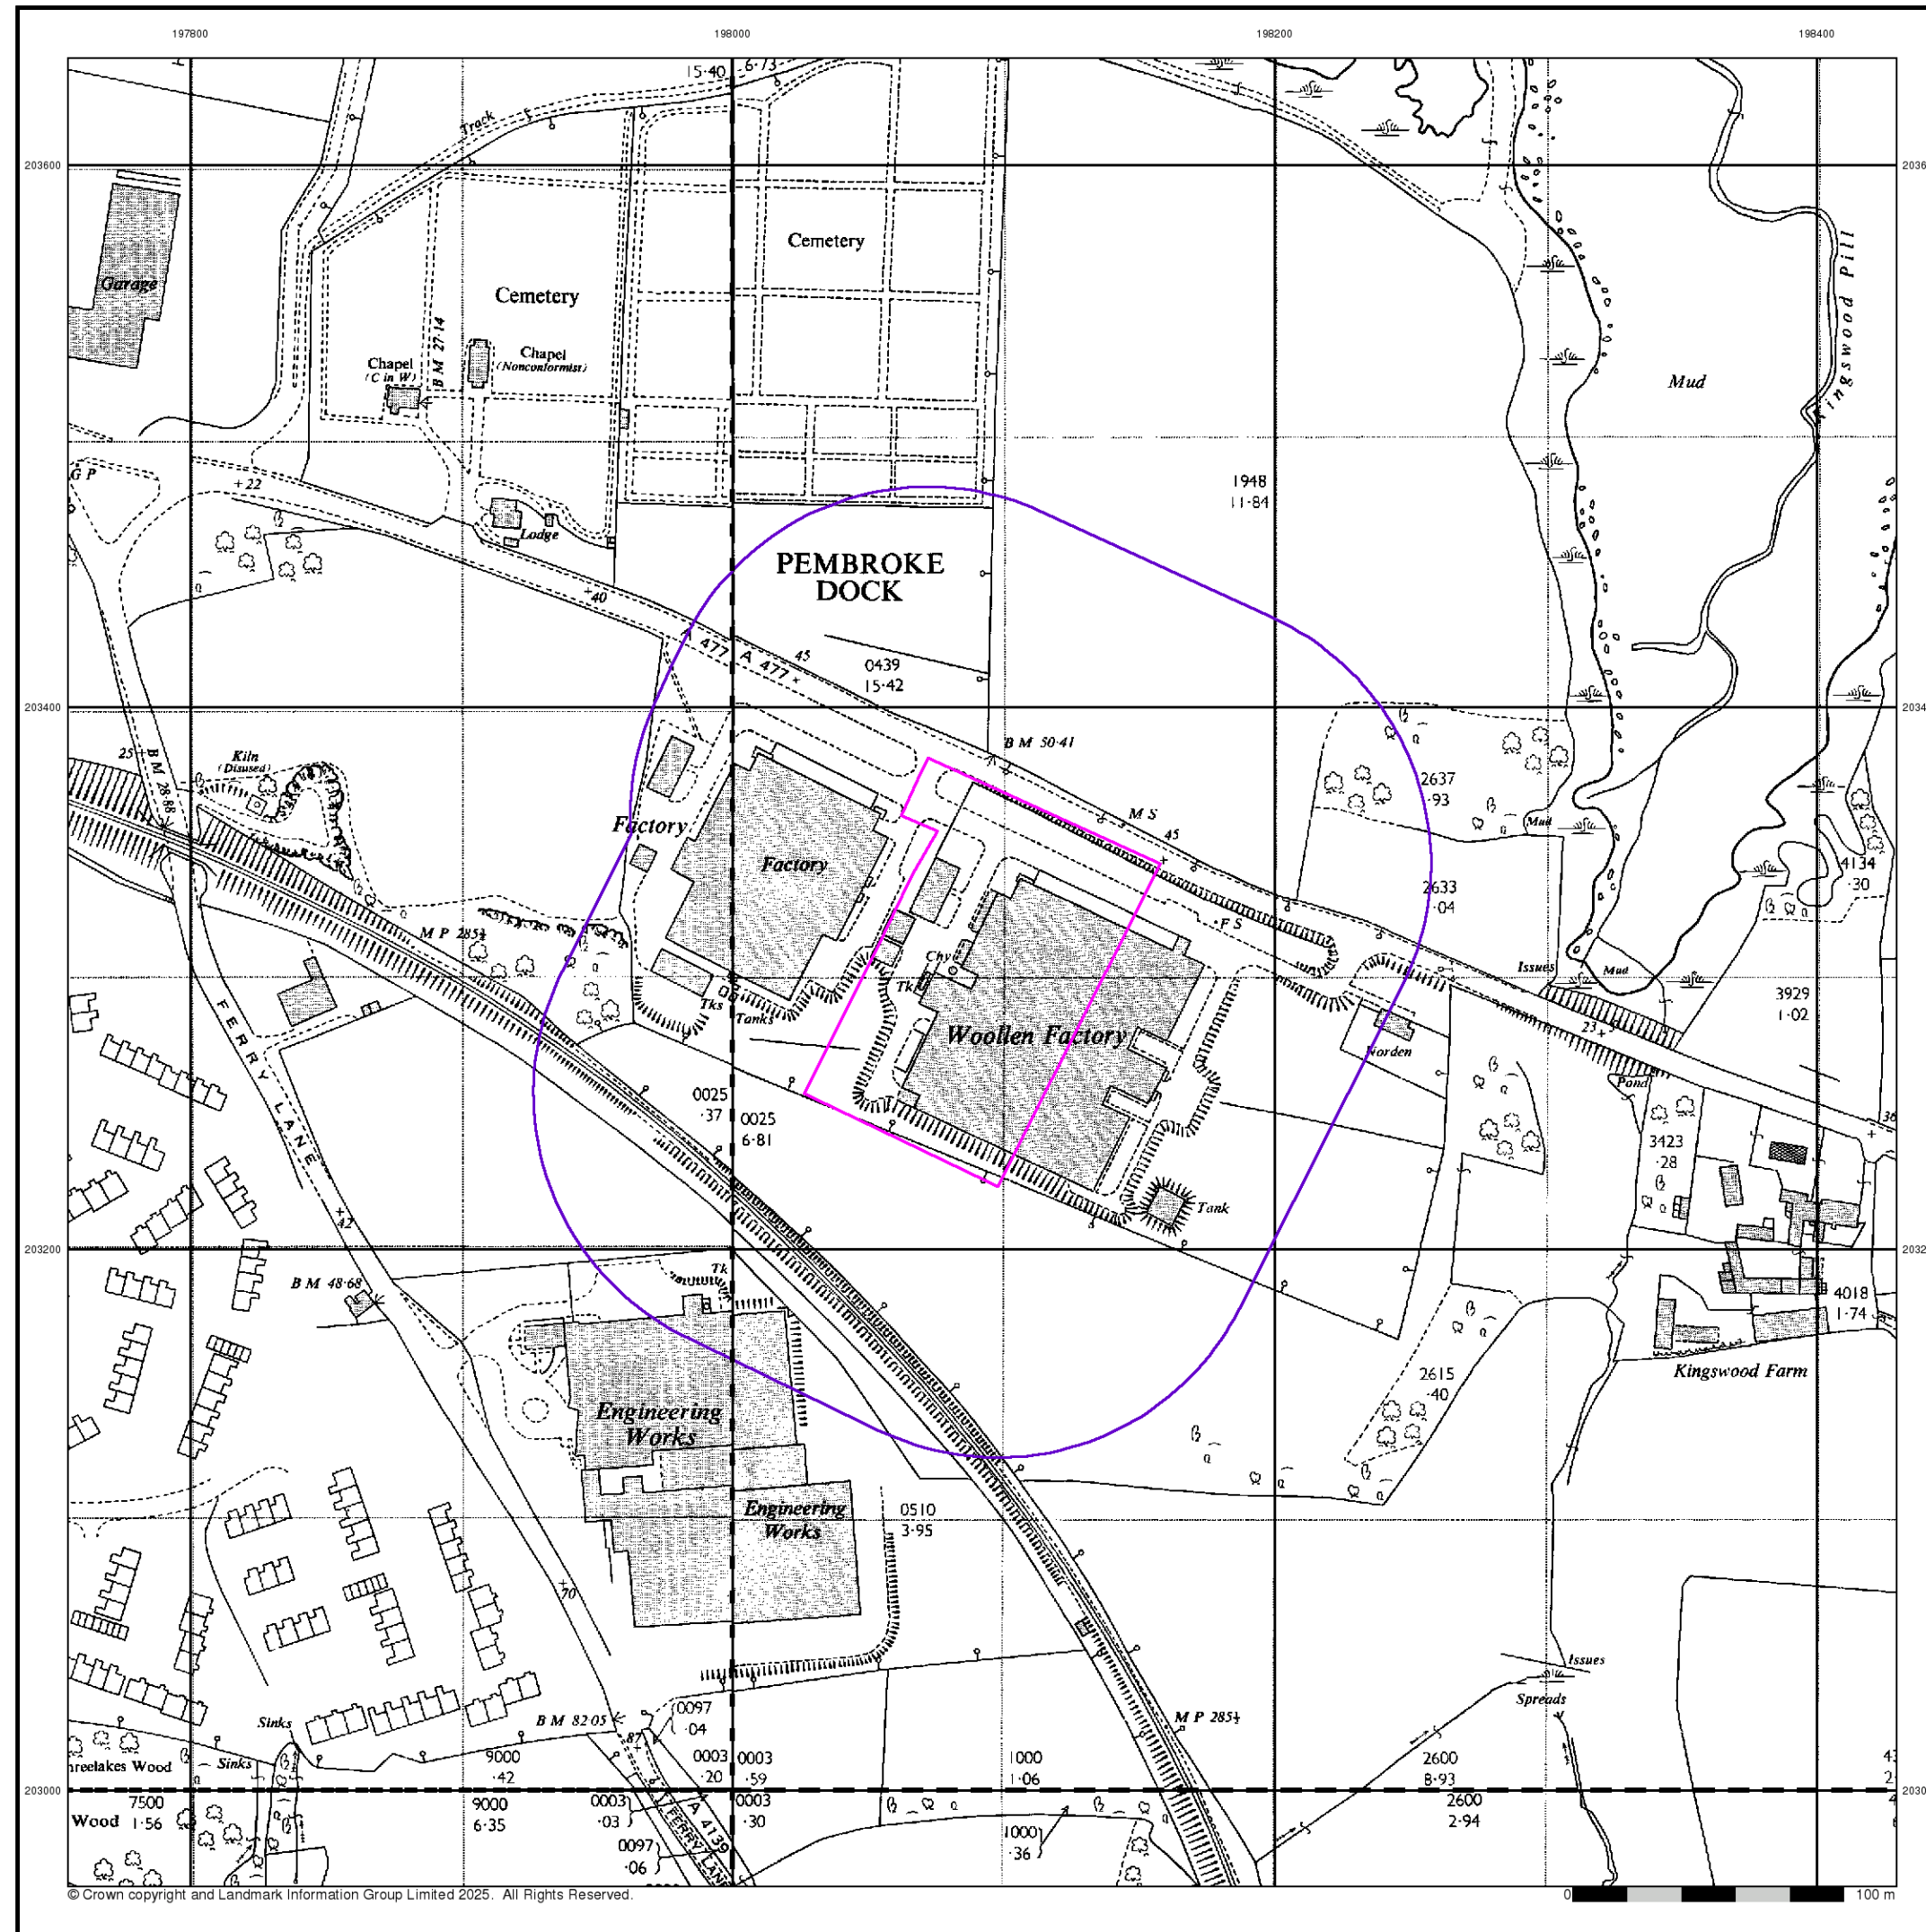 197800
198000
198200
198400
15·40
6·73
Track
203600
2036
Cemetery
Garage
Cemetery
Kingswood Pill
B M 27·14
Chapel
(Nonconformist)
Chapel
(C in W)
Mud
G P
+22
1948
11·84
Lodge
PEMBROKE
DOCK
+40
A 477
A 477
45
0439
15·42
203400
2034
B M 50·41
25
B M 28·88
Kiln
(Disused)
2637
·93
M S
45
Mud
Factory
Factory
4134
·30
2633
·04
F S
M P 285¾
Chy
Tk
Issues
Mud
Tks
Tanks
3929
1·02
FERRY LANE
Woollen Factory
23+
Norden
Pond
0025
·37
0025
6·81
36
3423
·28
+42
Tank
203200
2032
Tk
B M 48·68
4018
1·74
Kingswood Farm
2615
·40
Engineering
Works
Engineering
Works
0510
3·95
+70
Issues
Spreads
Sinks
B M 82·05
0097
·04
M P 285½
87
Sinks
reelakes Wood
9000
·42
0003
·20
0003
·59
1000
1·06
2600
8·93
203000
2030
Wood
7500
1·56
9000
6·35
0003
·03
0003
·30
2600
2·94
A 4139
FERRY LANE
0097
·06
1000
·36
© Crown copyright and Landmark Information Group Limited 2025. All Rights Reserved.
0
100 m